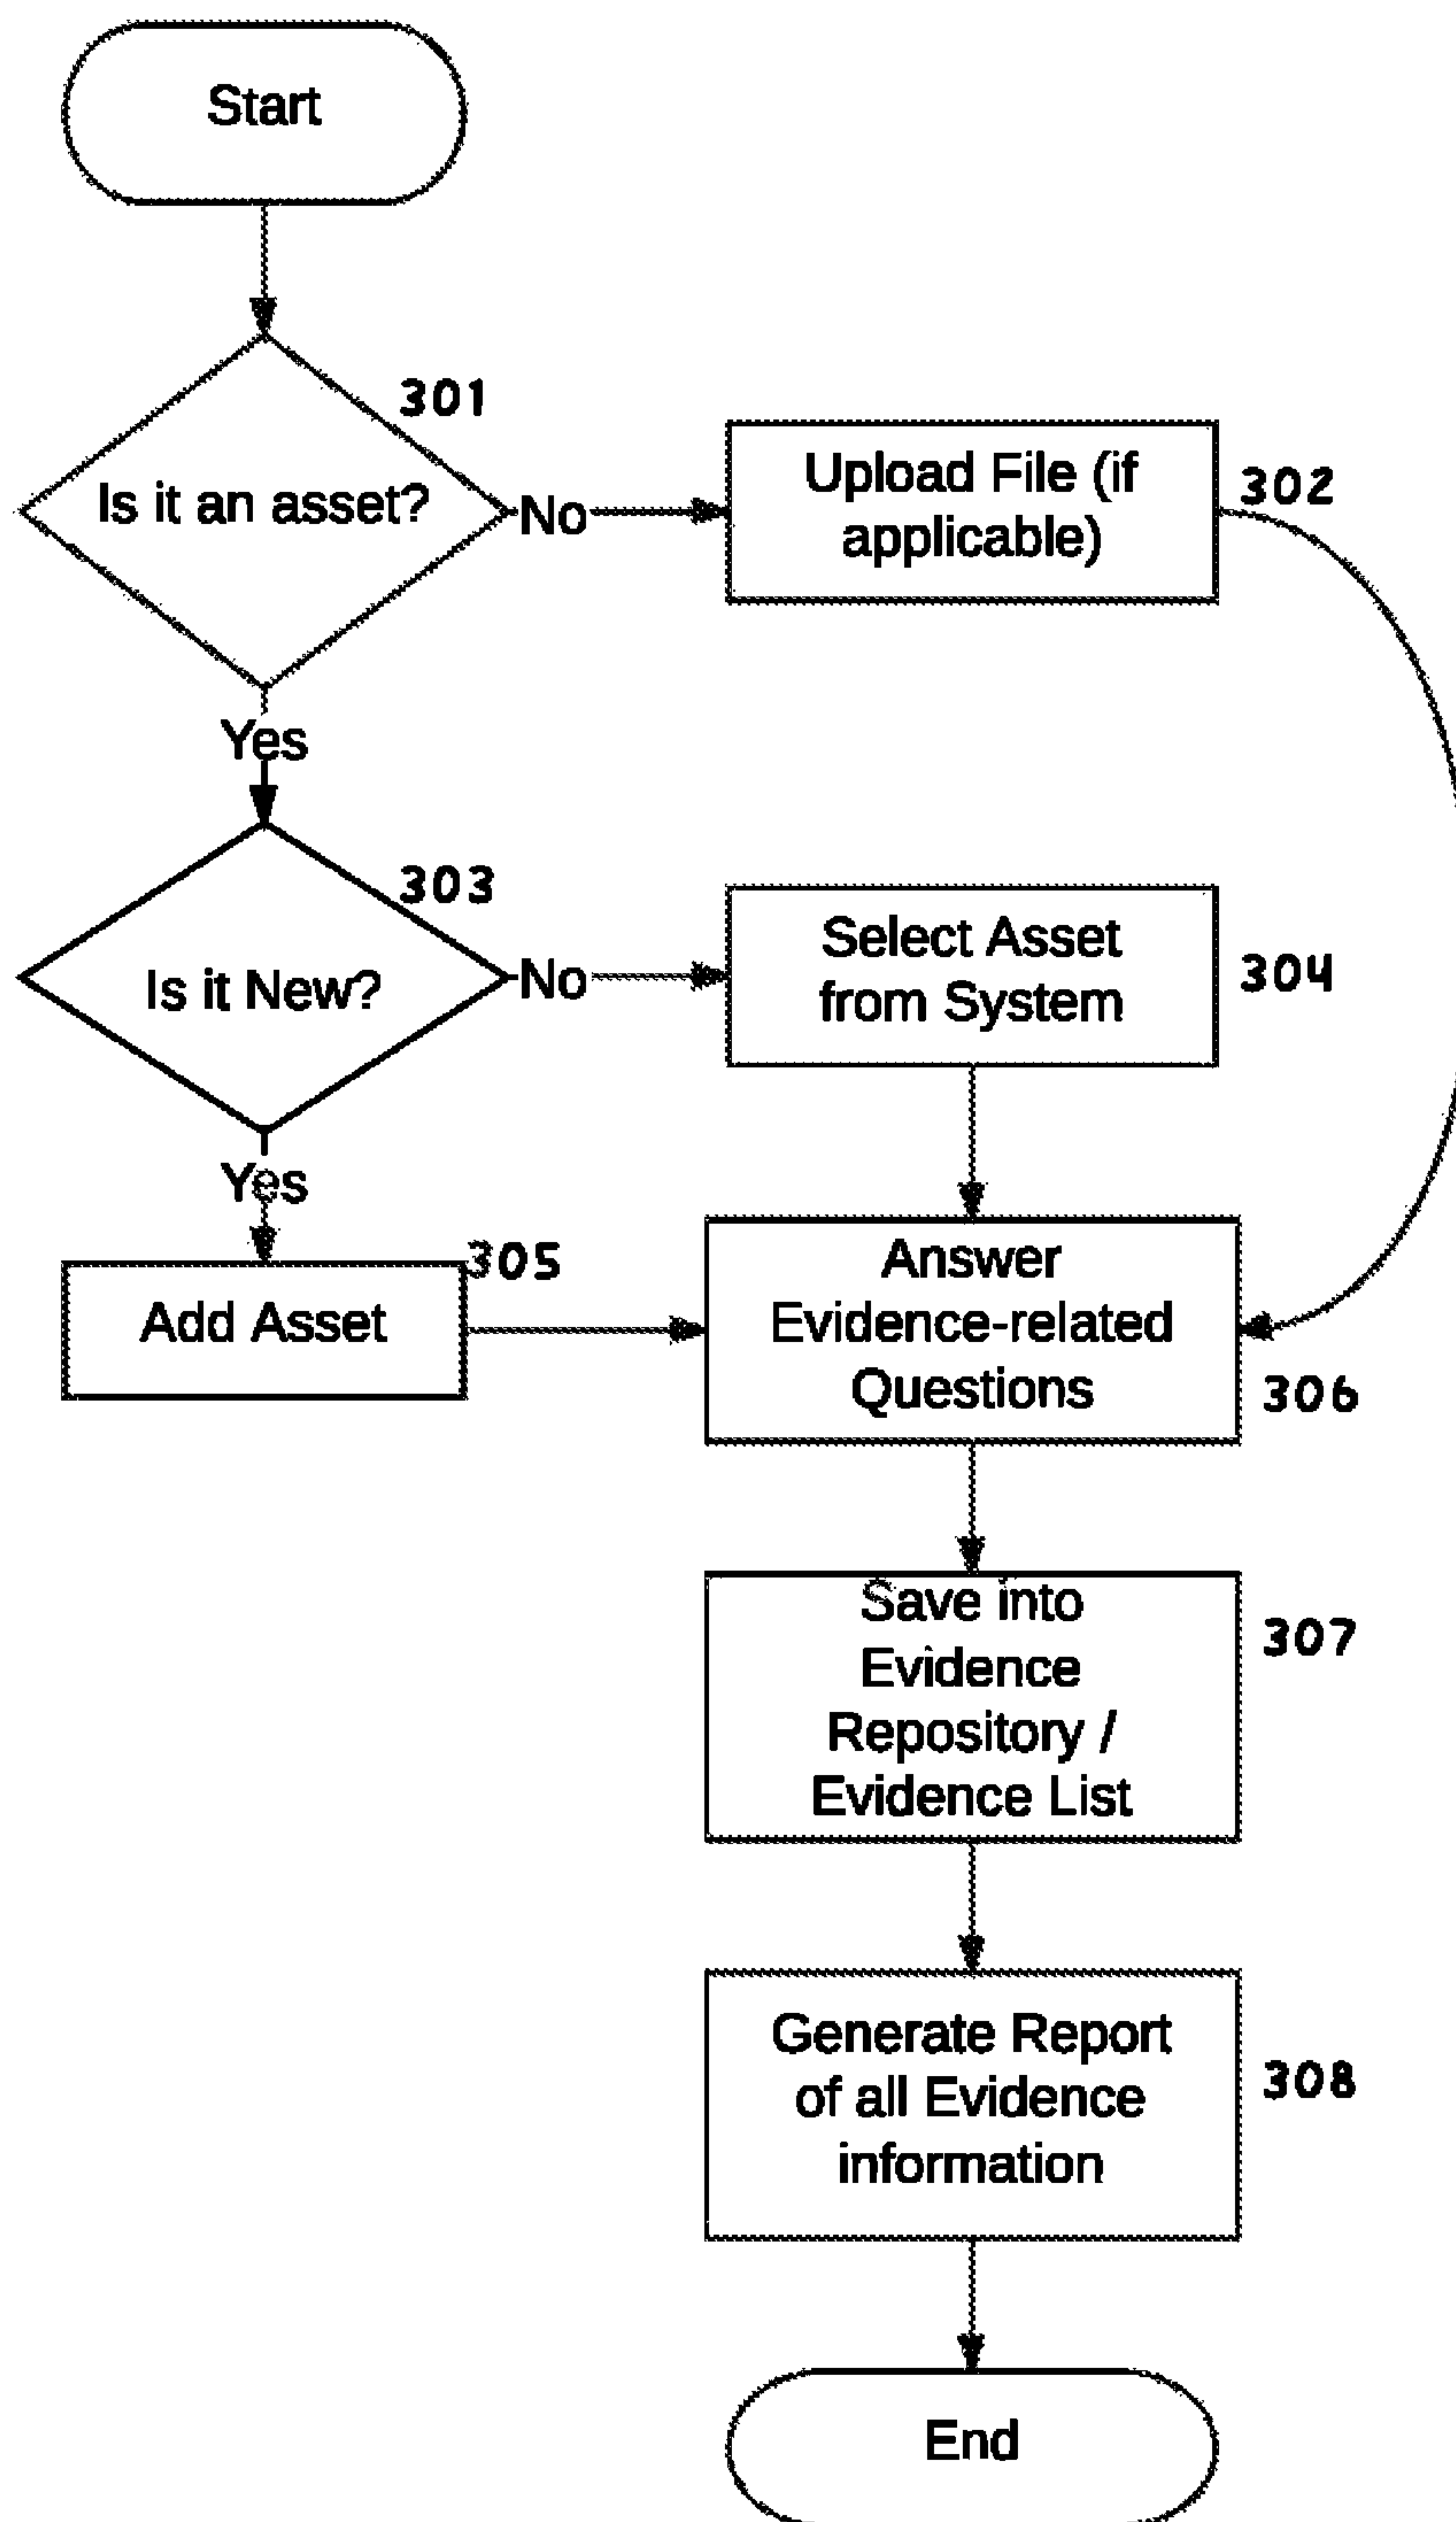 Start
301
Is it an asset?
No
Upload File (if
applicable)
302
Yes
303
Is it New?
No
Select Asset
from System
304
Yes
Add Asset
305
Answer
Evidence-related
Questions
306
Save into
Evidence
Repository /
Evidence List
307
Generate Report
of all Evidence
information
308
End